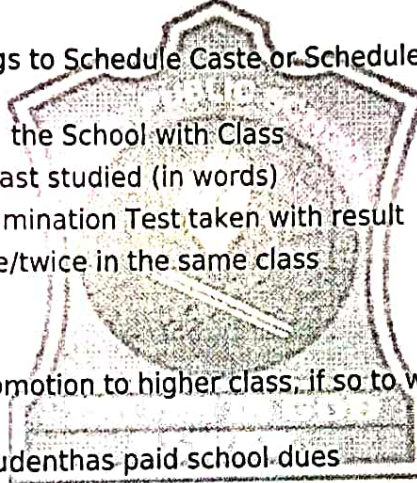 gs to Schedule Caste or Schedule
PUBLIC
the School with Class
ast studied (in words)
mination Test taken with result
e/twice in the same class
omotion to higher class, if so to w
udenthas paid school dues